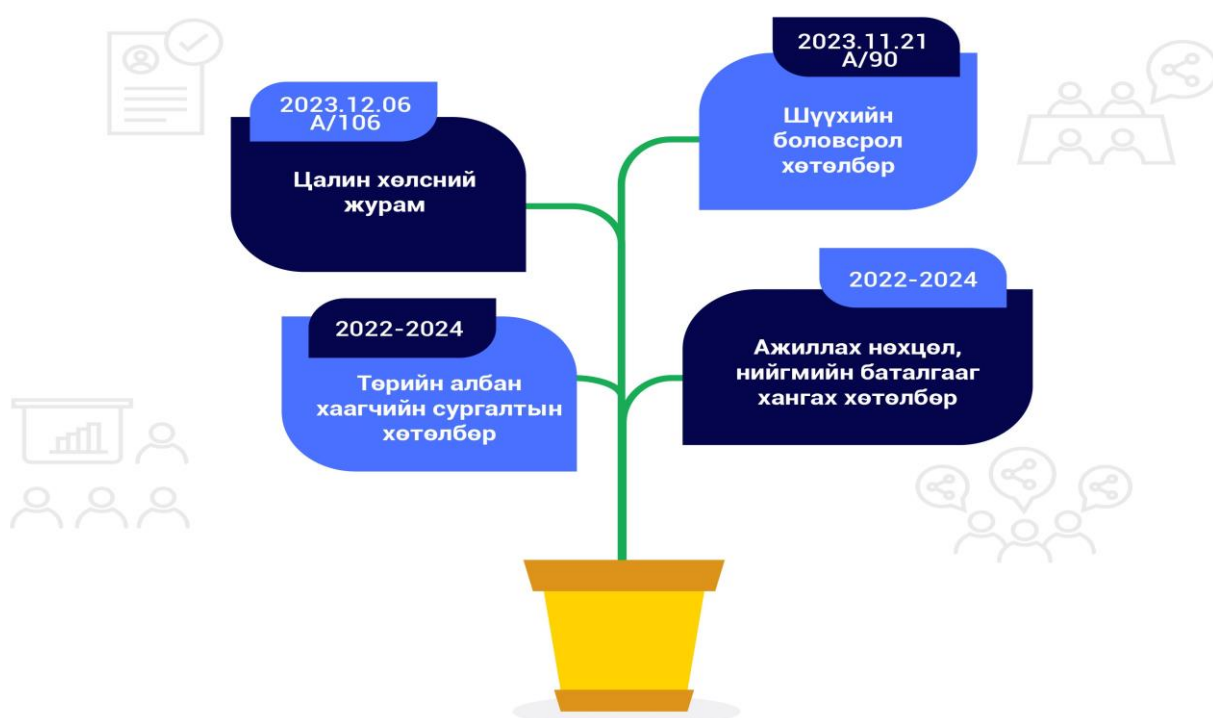 2023.12.06
А/106
Цалин хөлсний
журам
2023.11.21
А/90
Шүүхийн
боловсрол
хөтөлбөр
2022-2024
Төрийн албан
хаагчийн сургалтын
хөтөлбөр
2022-2024
Ажиллах нөхцөл,
нийгмийн баталгааг
хангах хөтөлбөр